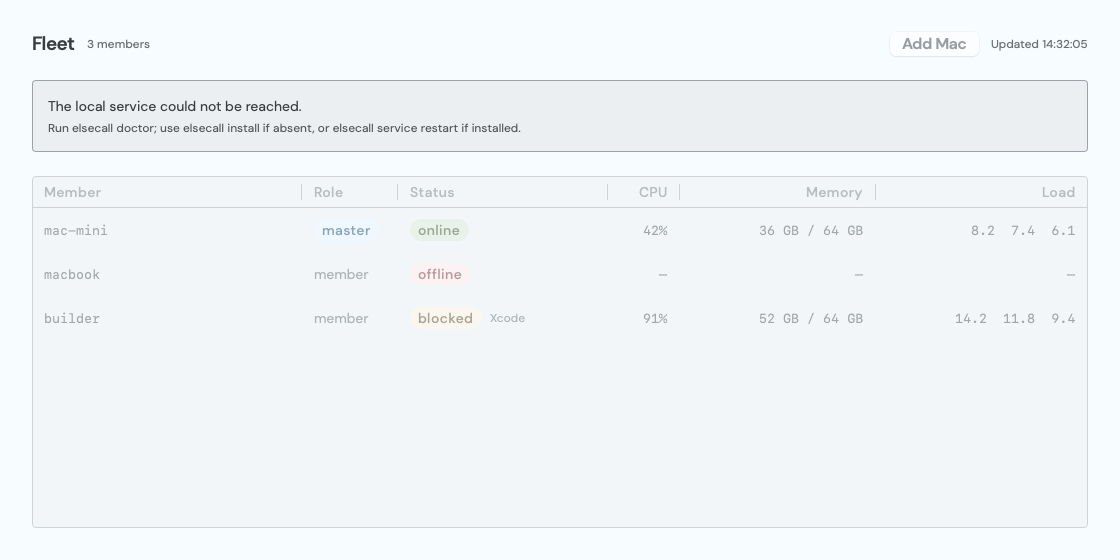 Fleet 3 members Add Mac Updated 14:32:05
The local service could not be reached.
Run elsecall doctor; use elsecall install if absent, or elsecall service restart if installed.
Member Role Status CPU Memory Load
mac-mini master online 42% 36 GB / 64 GB 8.2 7.4 6.1
macbook member offline — — —
builder member blocked Xcode 91% 52 GB / 64 GB 14.2 11.8 9.4